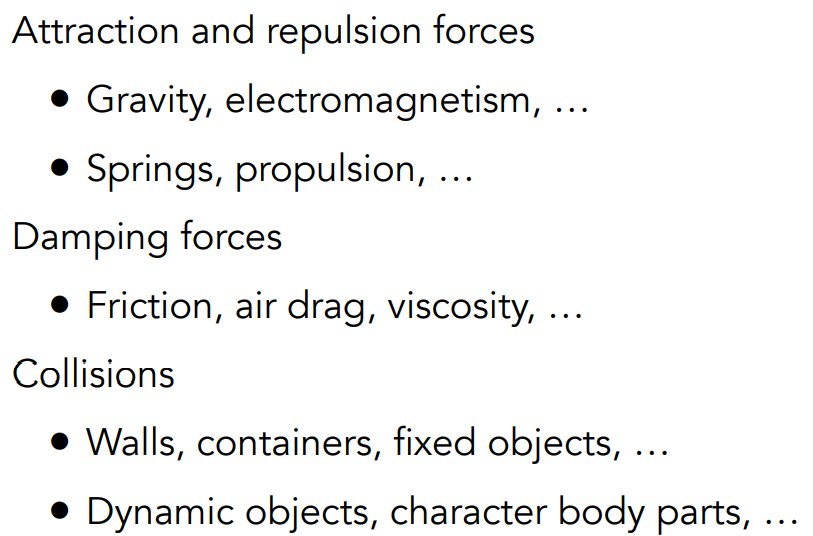 Attraction and repulsion forces
• Gravity, electromagnetism, …
• Springs, propulsion, …
Damping forces
• Friction, air drag, viscosity, …
Collisions
• Walls, containers, fixed objects, …
• Dynamic objects, character body parts, …